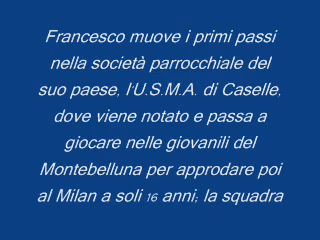 Francesco muove i primi passi
nella società parrocchiale del
suo paese, l'U.S.M.A. di Caselle,
dove viene notato e passa a
giocare nelle giovanili del
Montebelluna per approdare poi
al Milan a soli 16 anni; la squadra